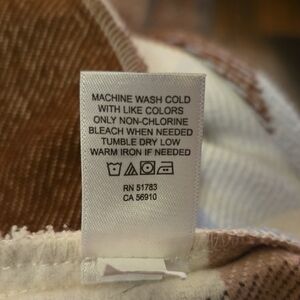 MACHINE WASH COLD
WITH LIKE COLORS
ONLY NON-CHLORINE
BLEACH WHEN NEEDED
TUMBLE DRY LOW
WARM IRON IF NEEDED
RN 51783
CA 56910